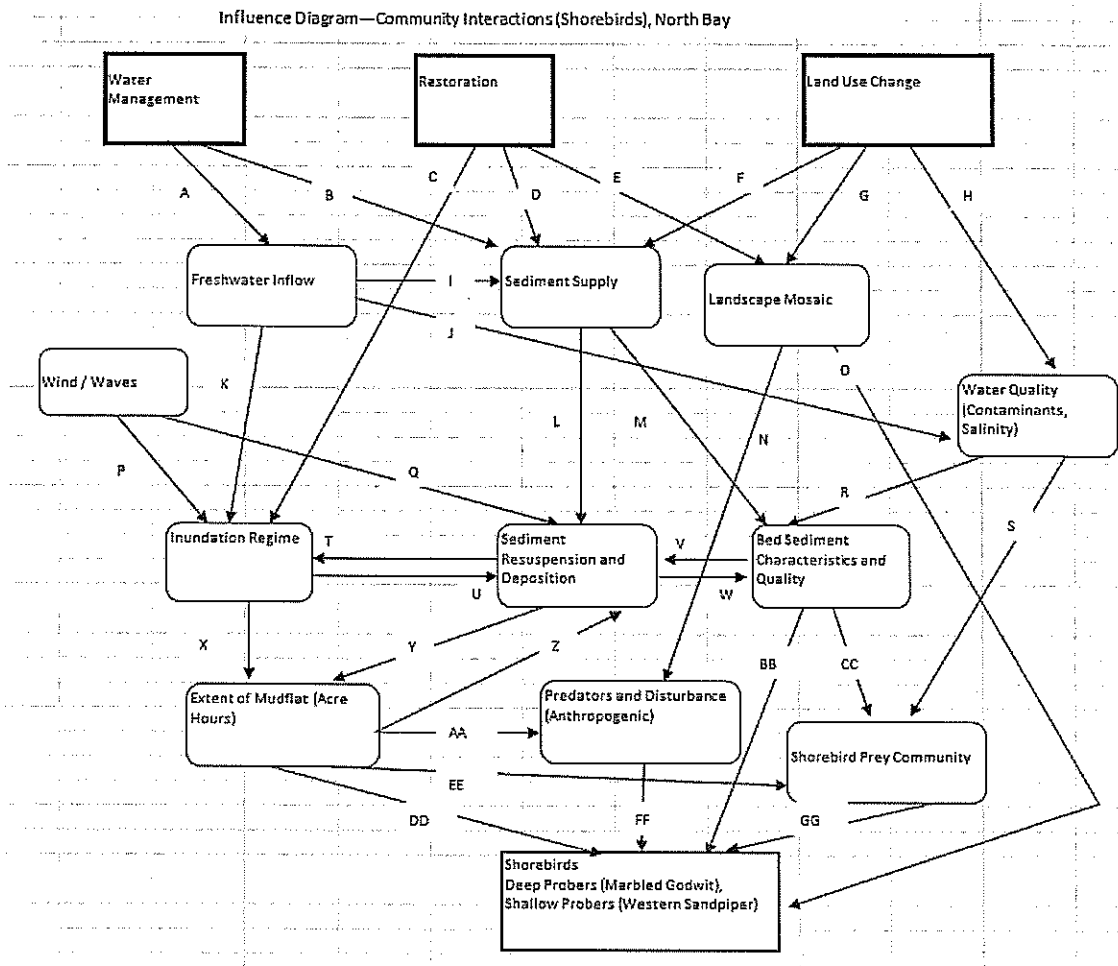 Influence Diagram—Community Interactions (Shorebirds), North Bay
Water
Management
Restoration
Land Use Change
A
B
C
D
E
F
G
H
Freshwater Inflow
I
Sediment Supply
Landscape Mosaic
J
Wind / Waves
K
L
M
N
O
Water Quality
(Contaminants,
Salinity)
P
Q
R
S
Inundation Regime
T
U
Sediment
Resuspension and
Deposition
V
W
Bed Sediment
Characteristics and
Quality
X
Y
Z
BB
CC
Extent of Mudflat (Acre
Hours)
AA
Predators and Disturbance
(Anthropogenic)
Shorebird Prey Community
EE
DD
FF
GG
Shorebirds
Deep Probers (Marbled Godwit),
Shallow Probers (Western Sandpiper)